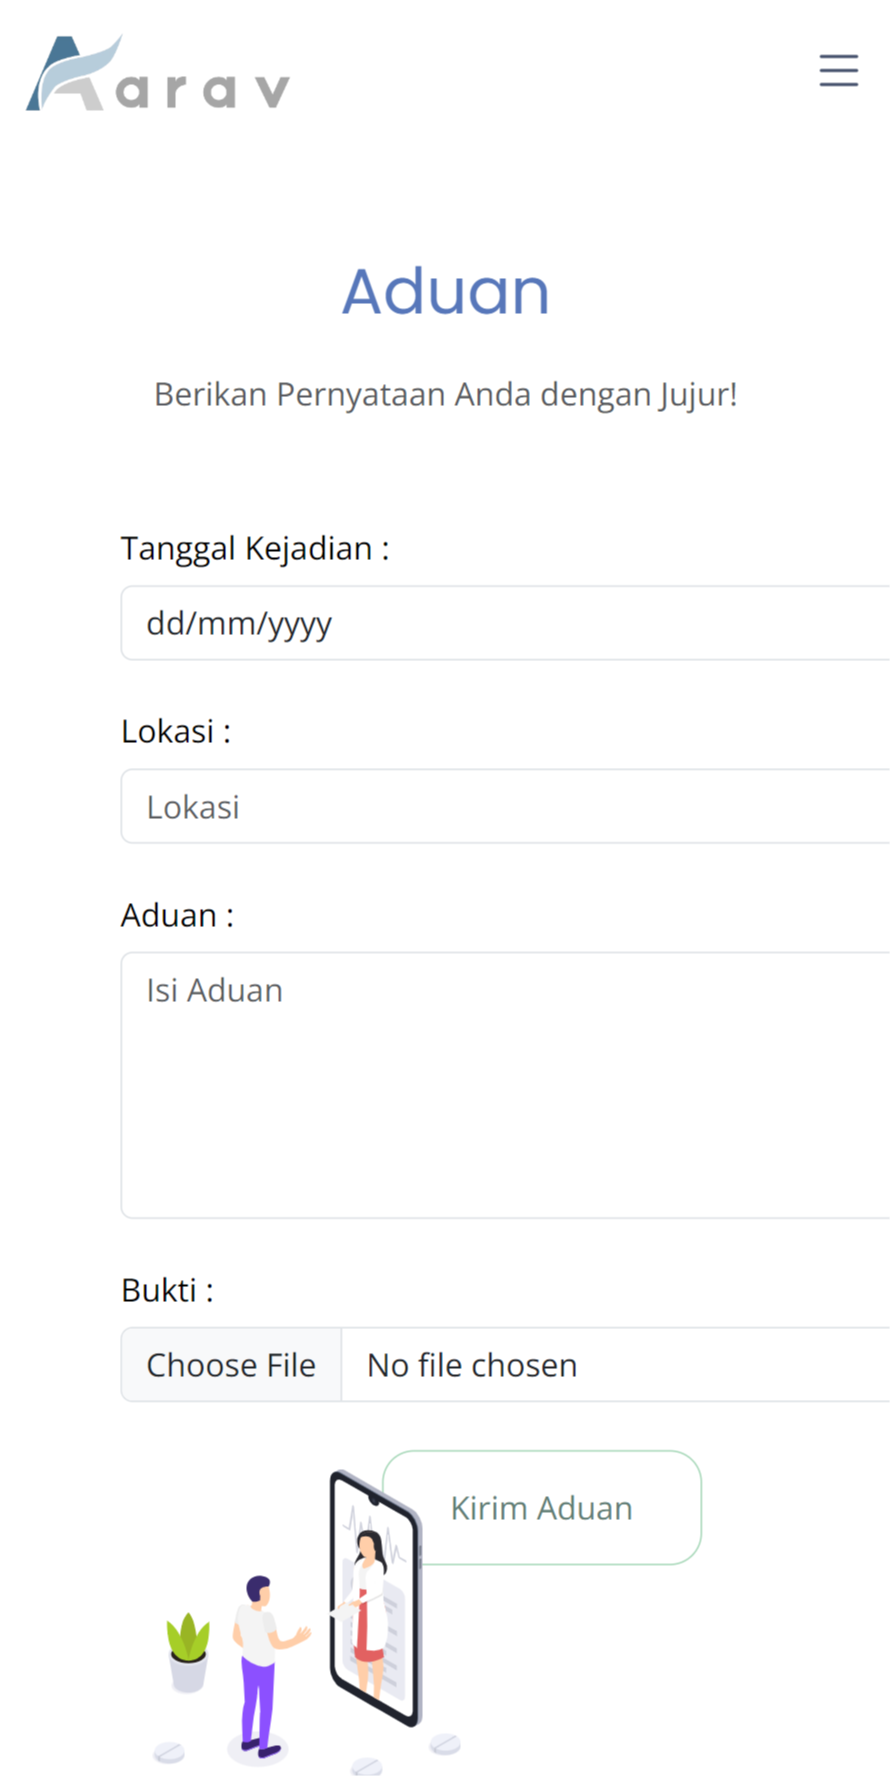 Aarav
Aduan
Berikan Pernyataan Anda dengan Jujur!
Tanggal Kejadian :
dd/mm/yyyy
Lokasi :
Lokasi
Aduan :
Isi Aduan
Bukti :
Choose File No file chosen
Kirim Aduan